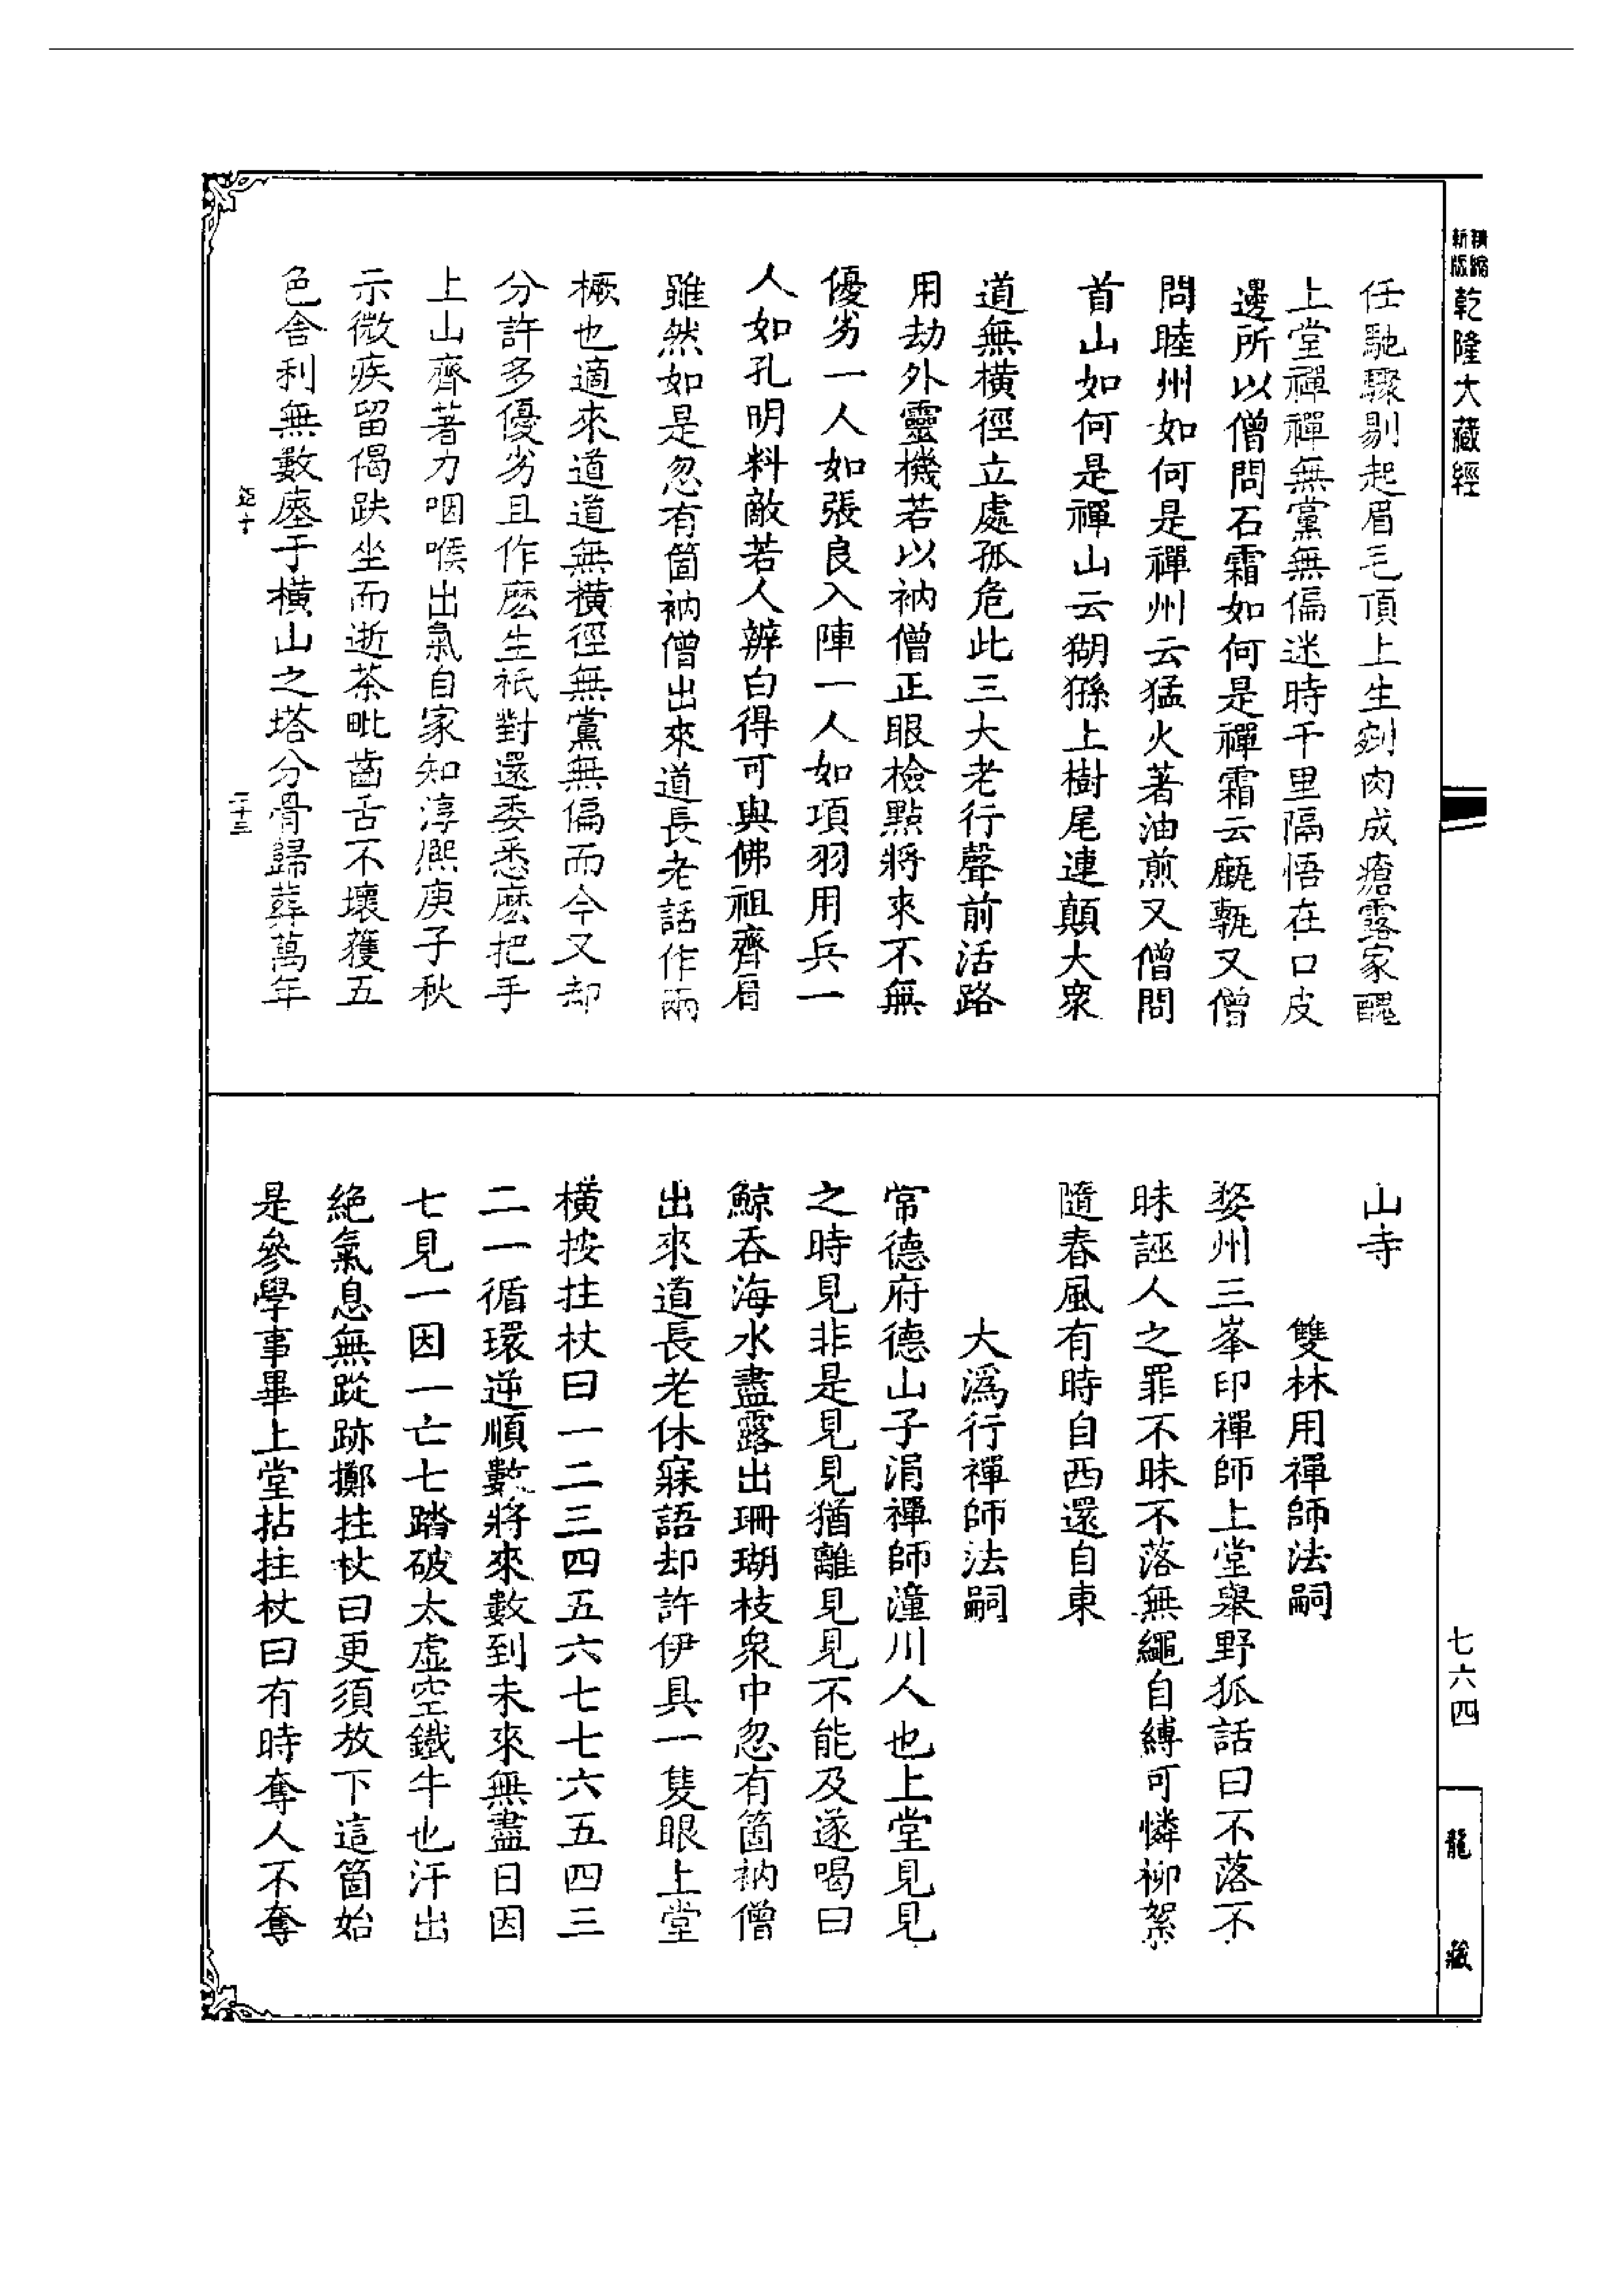 精縮
新版
乾隆大藏經
七六四
龍藏
任馳驟剔起眉毛頂上生剜肉成瘡露家醜
上堂禪禪無黨無偏迷時千里隔悟在口皮
邊所以僧問石霜如何是禪霜云㼾甎又僧
問睦州如何是禪州云猛火著油煎又僧問
首山如何是禪山云猢猻上樹尾連顛大衆
道無橫徑立處孤危此三大老行聲前活路
用劫外靈機若以衲僧正眼檢點將來不無
優劣一人如張良入陣一人如項羽用兵一
人如孔明料敵若人辨白得可與佛祖齊肩
雖然如是忽有箇衲僧出來道長老話作兩
橛也適來道道無橫徑無黨無偏而今又却
分許多優劣且作麽生祇對還委悉麽把手
上山齊著力咽喉出氣自家知淳熙庚子秋
示微疾留偈趺坐而逝茶毗齒舌不壞獲五
色舍利無數塵于橫山之塔分骨歸葬萬年
鉅十
二十三
山寺
雙林用禪師法嗣
婺州三峯印禪師上堂舉野狐話曰不落不
昧誣人之罪不昧不落無繩自縛可憐柳絮
隨春風有時自西還自東
大溈行禪師法嗣
常德府德山子涓禪師潼川人也上堂見見
之時見非是見見猶離見見不能及遂喝曰
鯨吞海水盡露出珊瑚枝衆中忽有箇衲僧
出來道長老休寐語却許伊具一隻眼上堂
橫按拄杖曰一二三四五六七七六五四三
二一循環逆順數將來數到未來無盡日因
七見一因一亡七踏破太虛空鐵牛也汗出
絕氣息無蹤跡擲拄杖曰更須放下這箇始
是參學事畢上堂拈拄杖曰有時奪人不奪